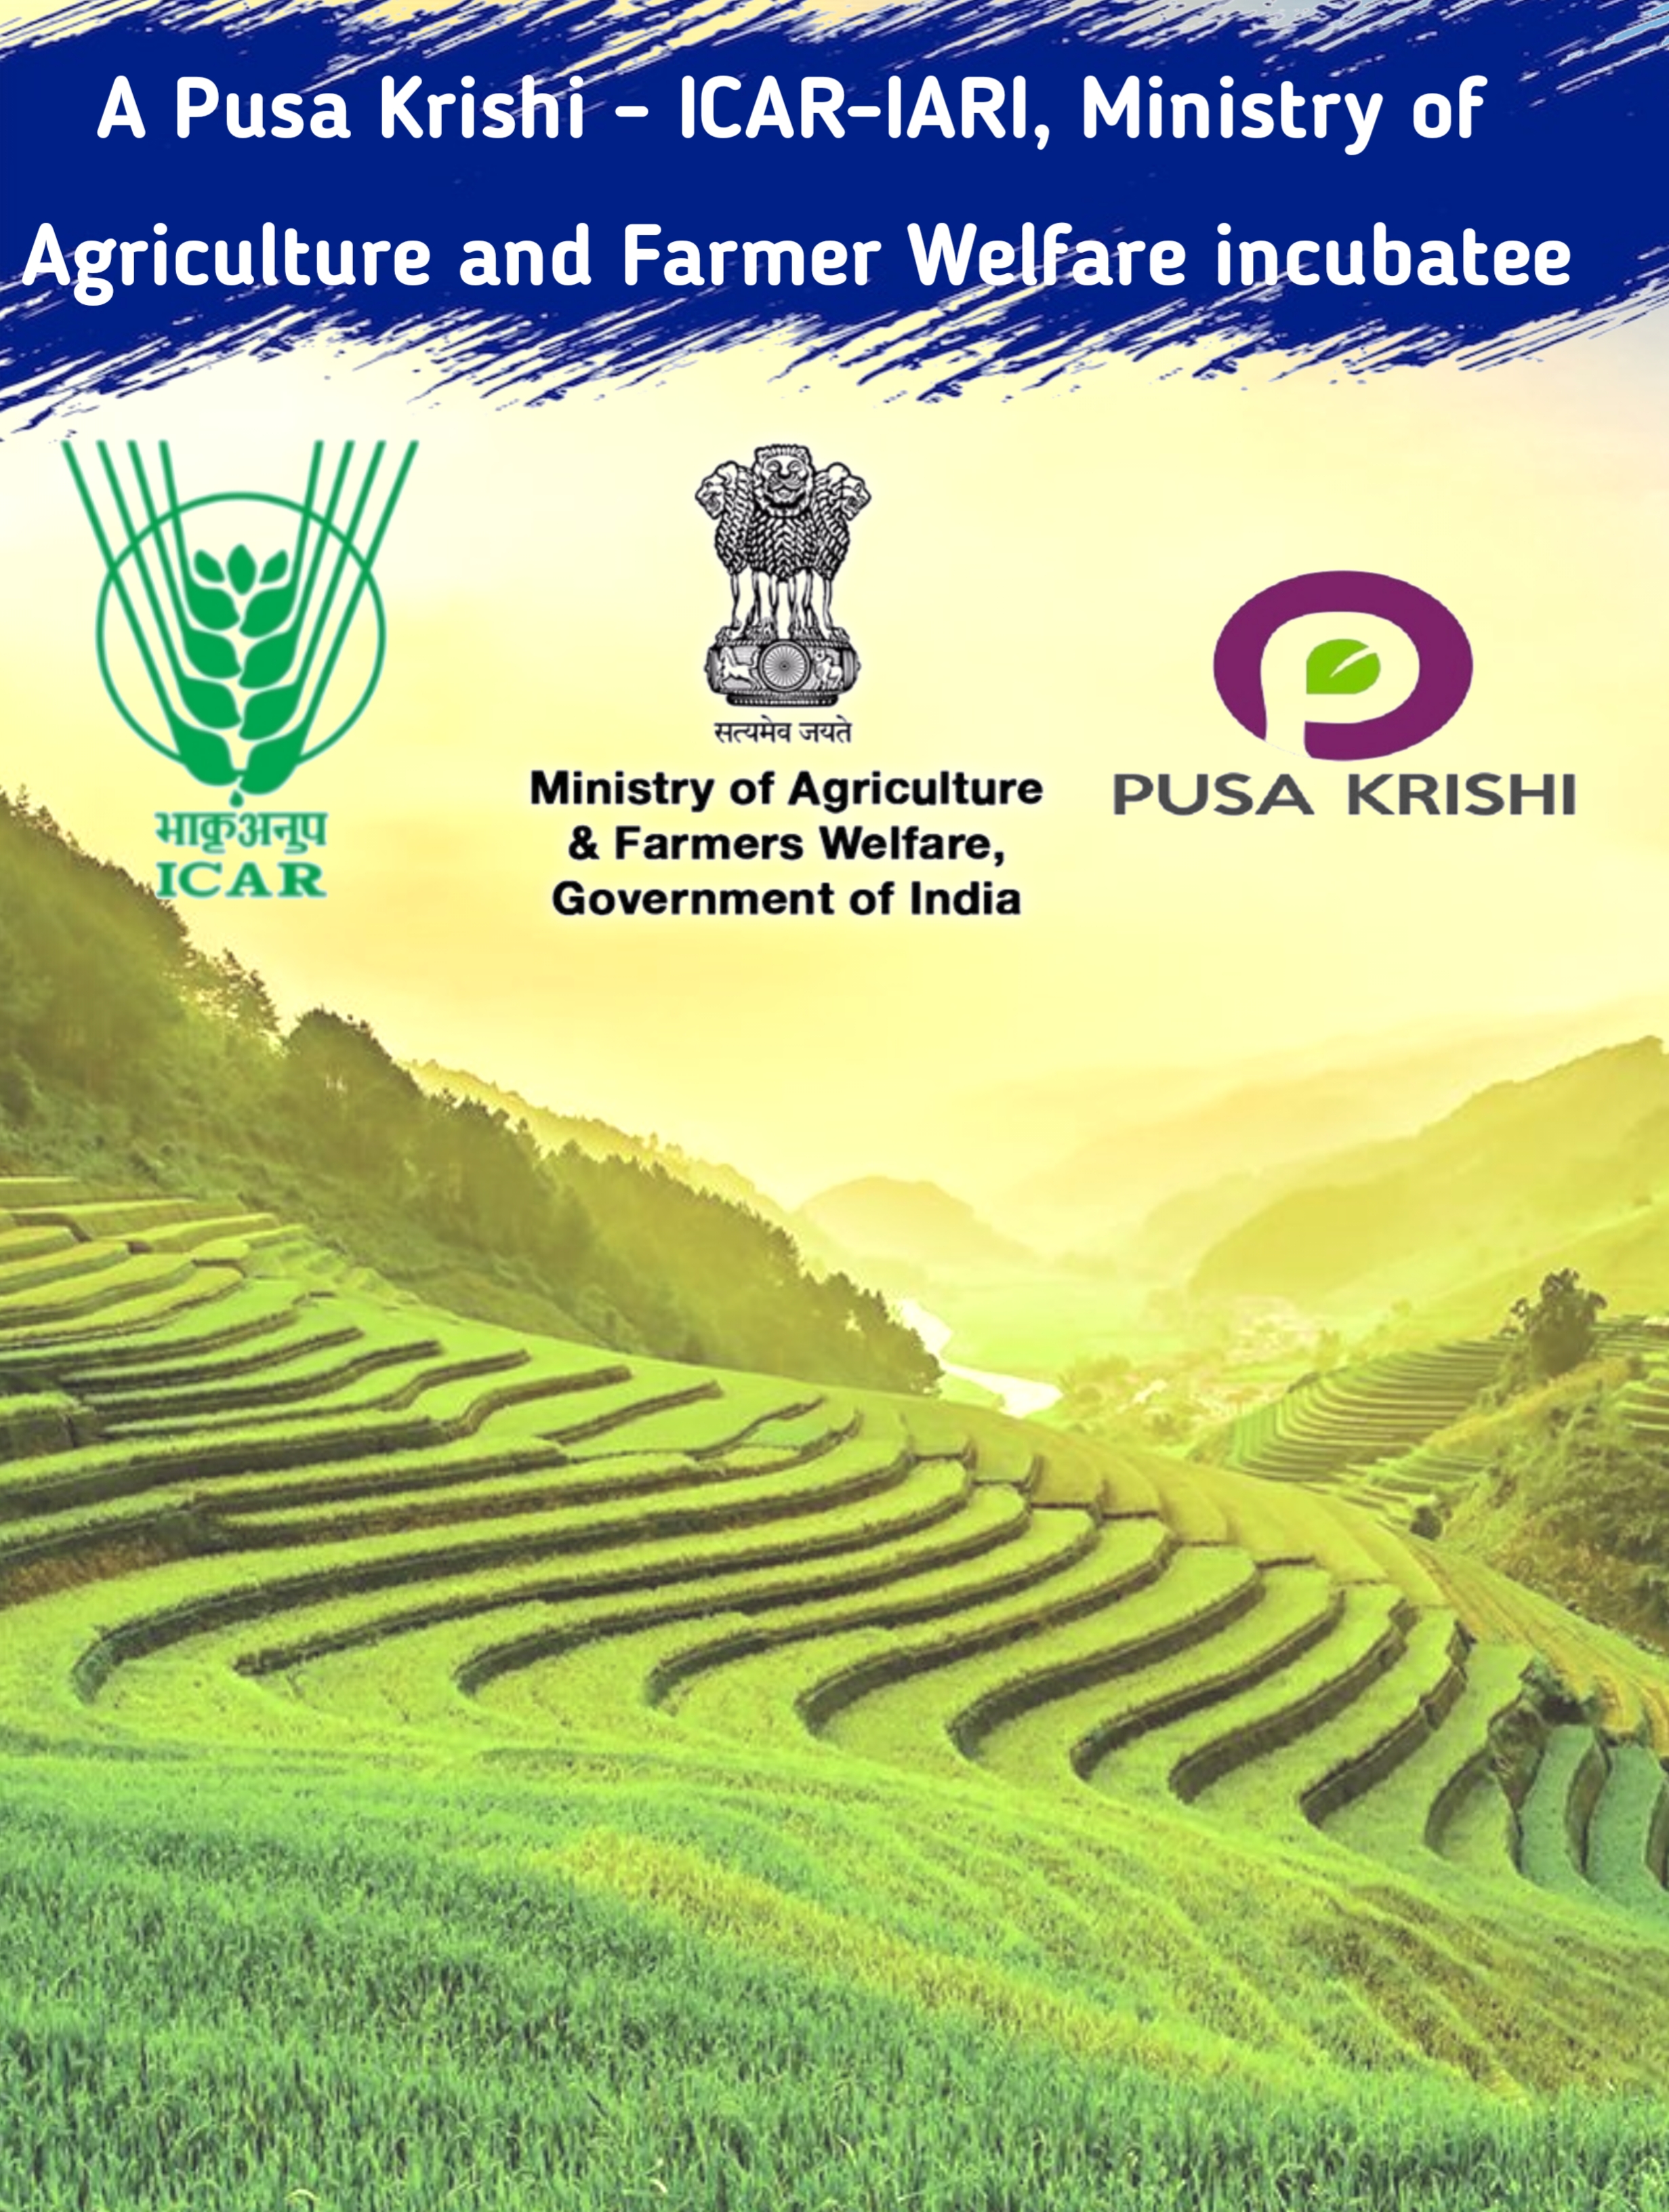 A Pusa Krishi - ICAR-IARI, Ministry of
Agriculture and Farmer Welfare incubatee
भाकृअनुप
ICAR
सत्यमेव जयते
Ministry of Agriculture
& Farmers Welfare,
Government of India
PUSA KRISHI